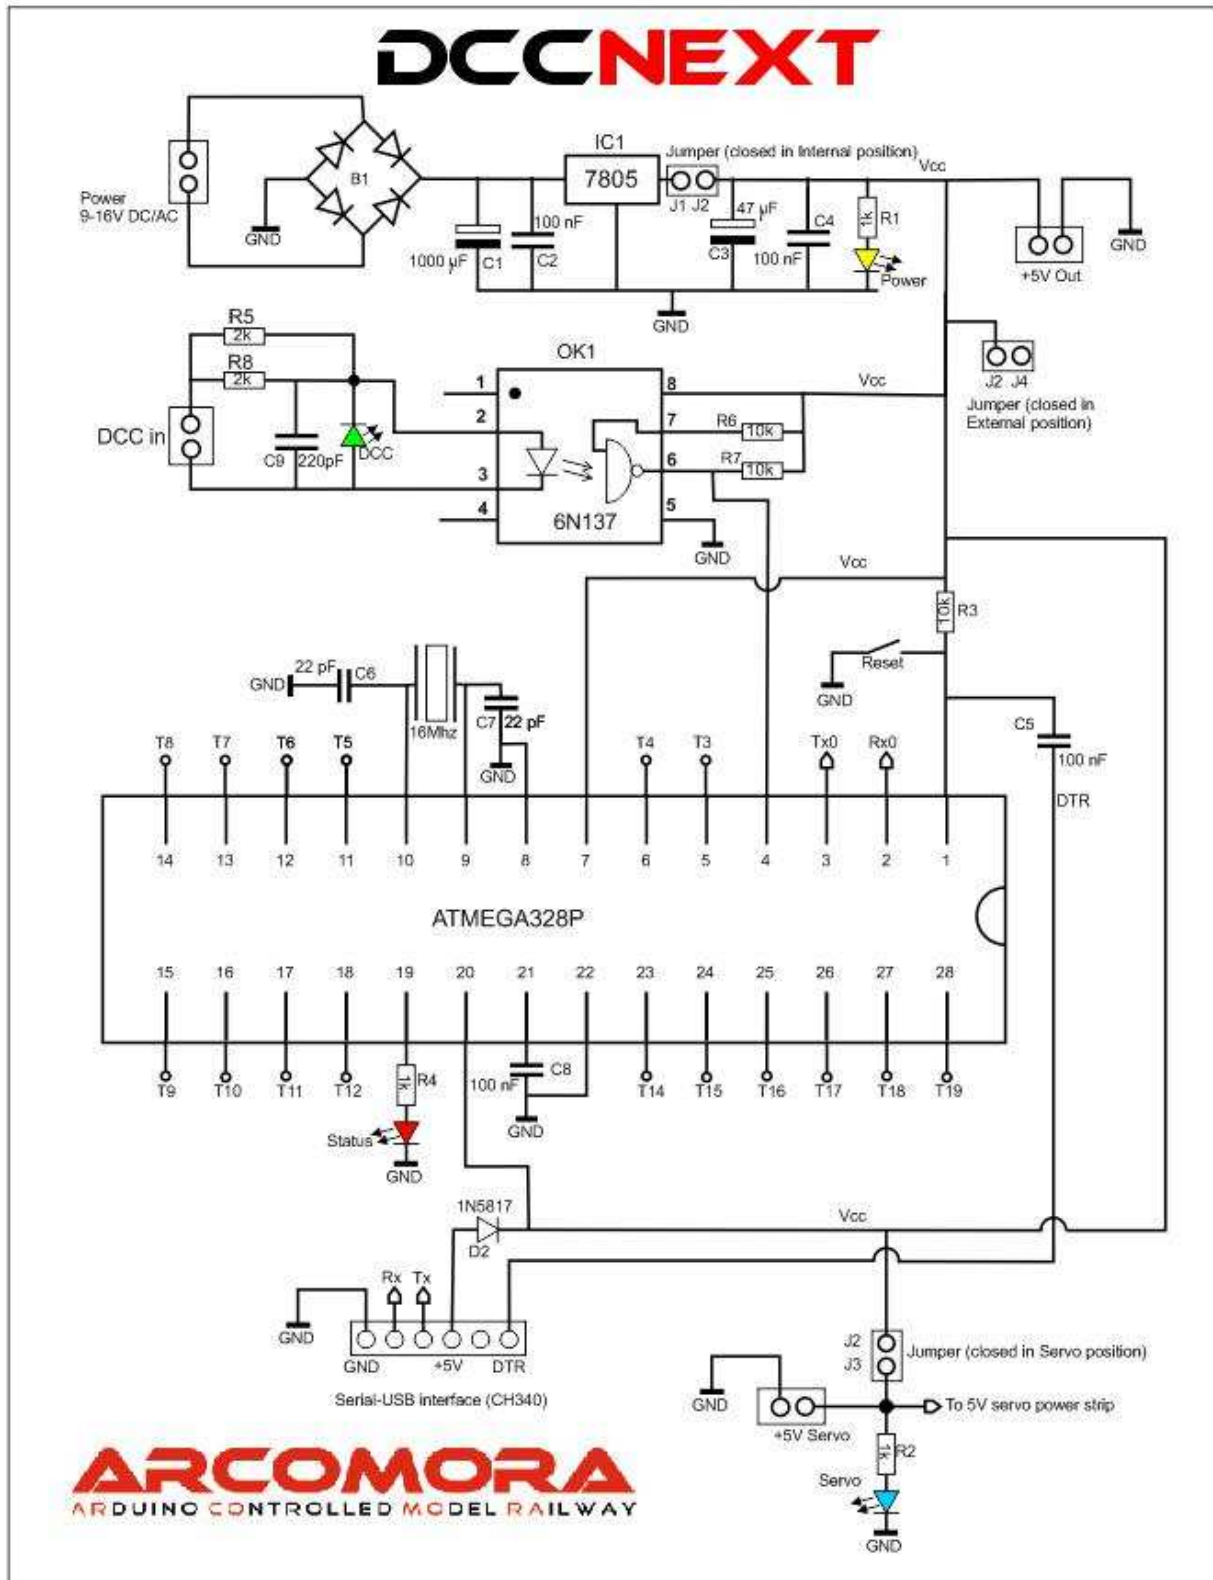 DCCNEXT
IC1
7805
Jumper (closed in Internal position)
J1 J2
Vcc
B1
Power
9-16V DC/AC
GND
1000 µF
C1
100 nF
C2
47 µF
C3
100 nF
C4
1k
R1
Power
GND
+5V Out
GND
R5
2k
R8
2k
DCC in
C9
220pF
DCC
OK1
1
2
3
4
8
7
6
5
6N137
R6
10k
R7
10k
Vcc
GND
J2 J4
Jumper (closed in
External position)
Vcc
10k
R3
Reset
GND
22 pF
C6
GND
16Mhz
C7
22 pF
GND
C5
100 nF
DTR
T8
T7
T6
T5
T4
T3
Tx0
Rx0
14
13
12
11
10
9
8
7
6
5
4
3
2
1
ATMEGA328P
15
16
17
18
19
20
21
22
23
24
25
26
27
28
T9
T10
T11
T12
1k
R4
100 nF
C8
T14
T15
T16
T17
T18
T19
Status
GND
GND
1N5817
D2
Vcc
Rx
Tx
GND
GND
+5V
DTR
Serial-USB interface (CH340)
J2
J3
Jumper (closed in Servo position)
GND
+5V Servo
To 5V servo power strip
1k
R2
Servo
GND
ARCOMORA
ARDUINO CONTROLLED MODEL RAILWAY